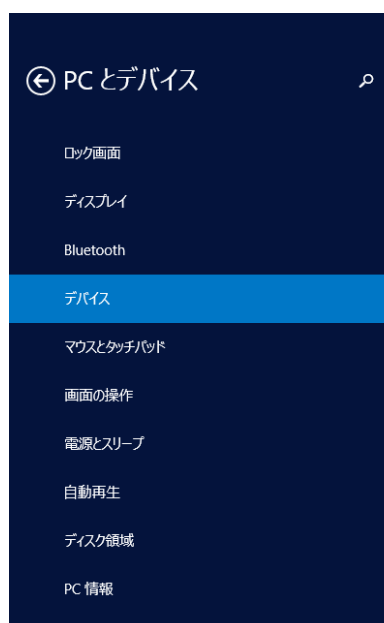 PC とデバイス
ロック画面
ディスプレイ
Bluetooth
デバイス
マウスとタッチパッド
画面の操作
電源とスリープ
自動再生
ディスク領域
PC 情報